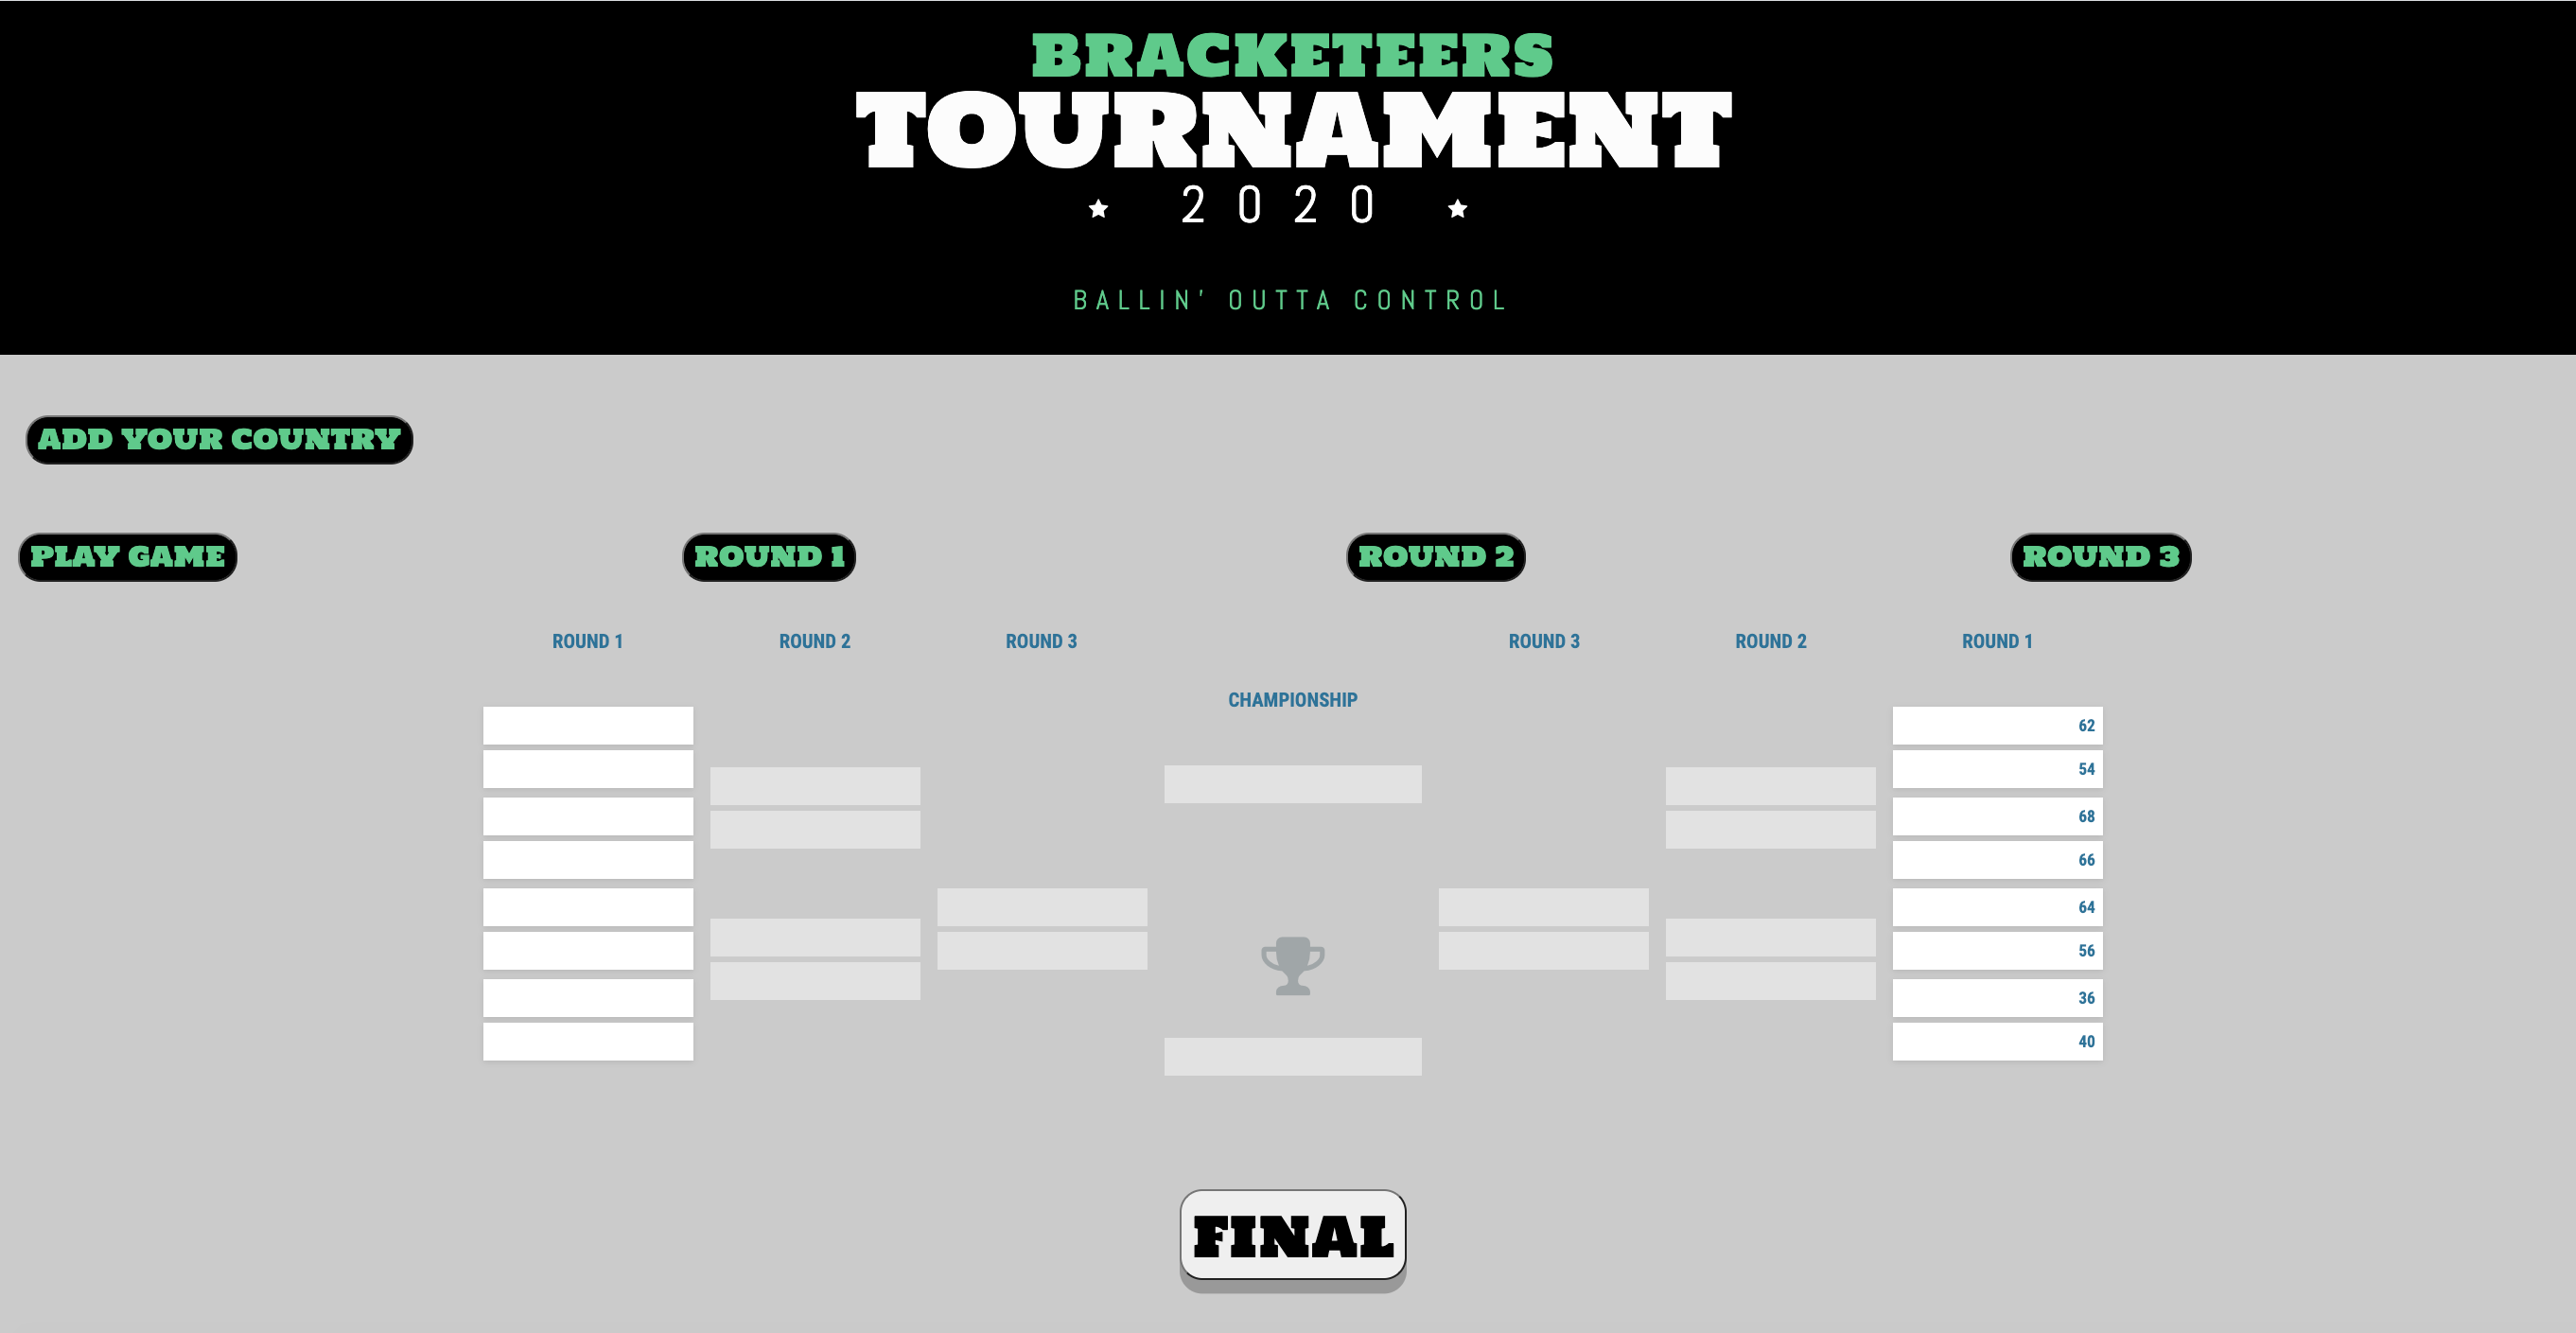 BRACKETEERS
TOURNAMENT
★ 2020 ★
BALLIN' OUTTA CONTROL
ADD YOUR COUNTRY
PLAY GAME
ROUND 1
ROUND 2
ROUND 3
ROUND 1
ROUND 2
ROUND 3
ROUND 3
ROUND 2
ROUND 1
CHAMPIONSHIP
62
54
68
66
64
56
36
40
FINAL